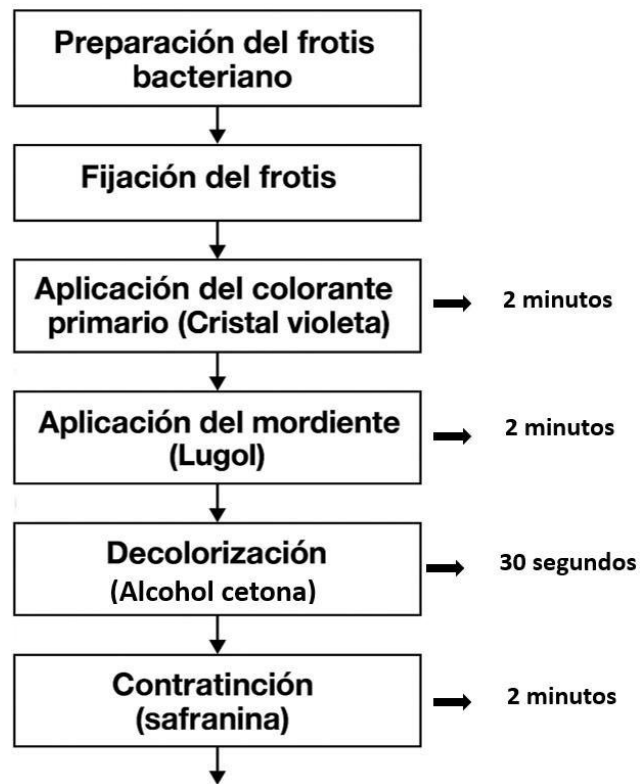 Preparación del frotis
bacteriano
Fijación del frotis
Aplicación del colorante
primario (Cristal violeta)
2 minutos
Aplicación del mordiente
(Lugol)
2 minutos
Decolorización
(Alcohol cetona)
30 segundos
Contratinción
(safranina)
2 minutos